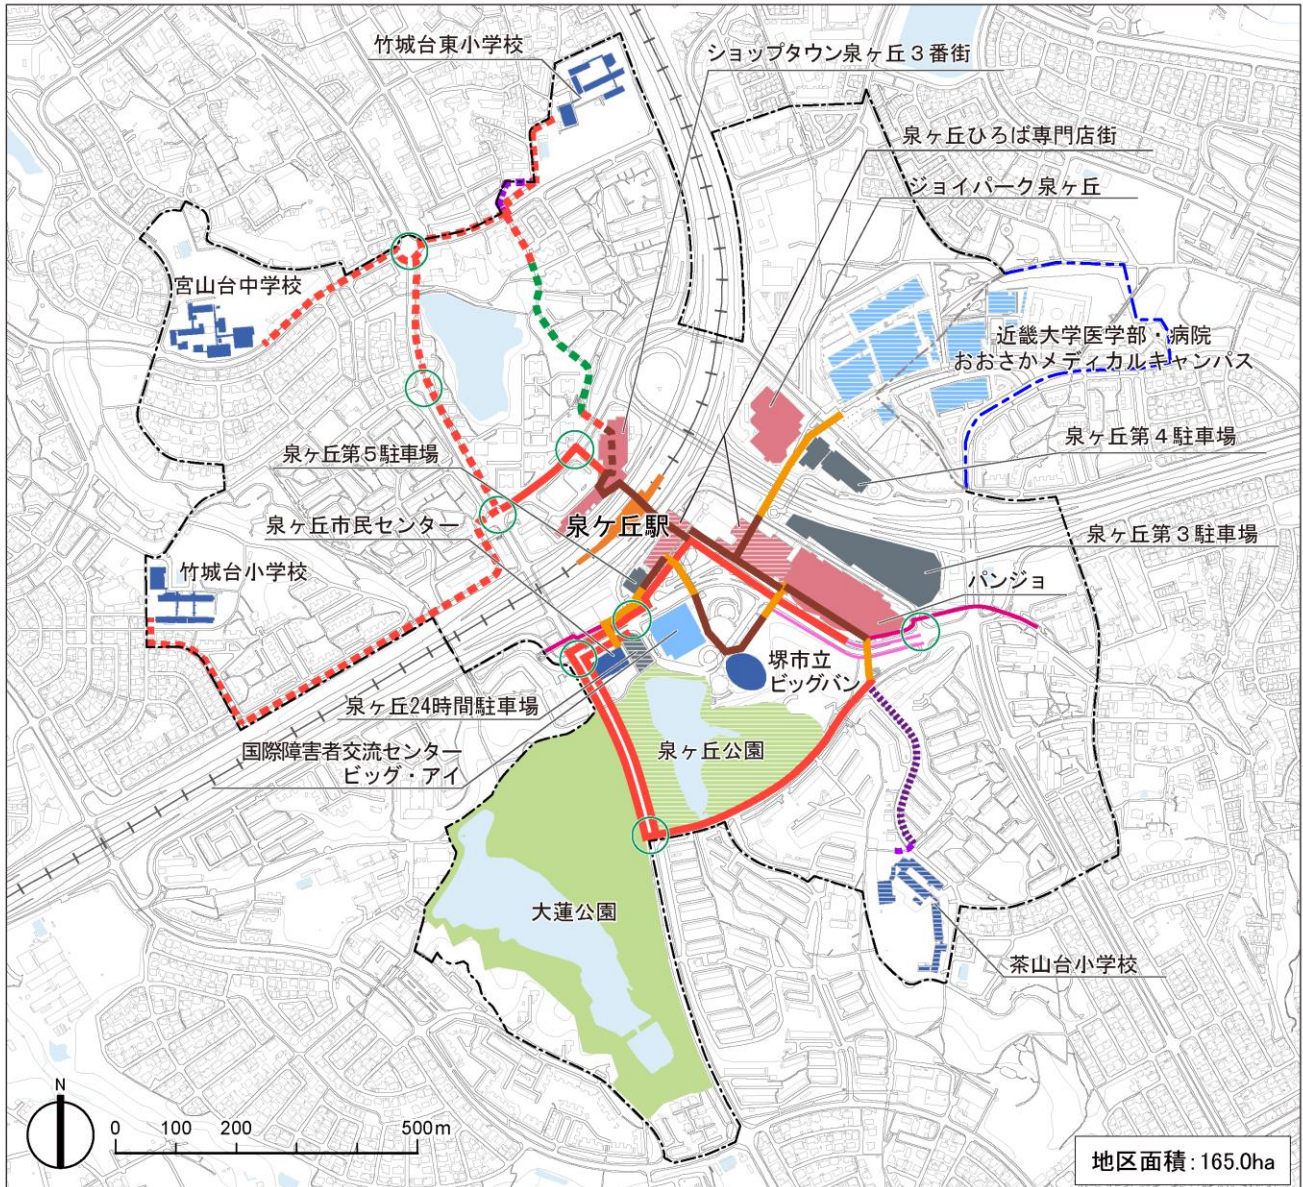 竹城台東小学校
ショップタウン泉ヶ丘3番街
泉ヶ丘ひろば専門店街
ジョイパーク泉ヶ丘
宮山台中学校
近畿大学医学部・病院
おおさかメディカルキャンパス
泉ヶ丘第4駐車場
泉ヶ丘第5駐車場
泉ケ丘駅
泉ヶ丘市民センター
泉ヶ丘第3駐車場
竹城台小学校
パンジョ
堺市立
ビッグバン
泉ヶ丘24時間駐車場
国際障害者交流センター
ビッグ・アイ
泉ヶ丘公園
大蓮公園
茶山台小学校
N
0 100 200 500m
地区面積:165.0ha